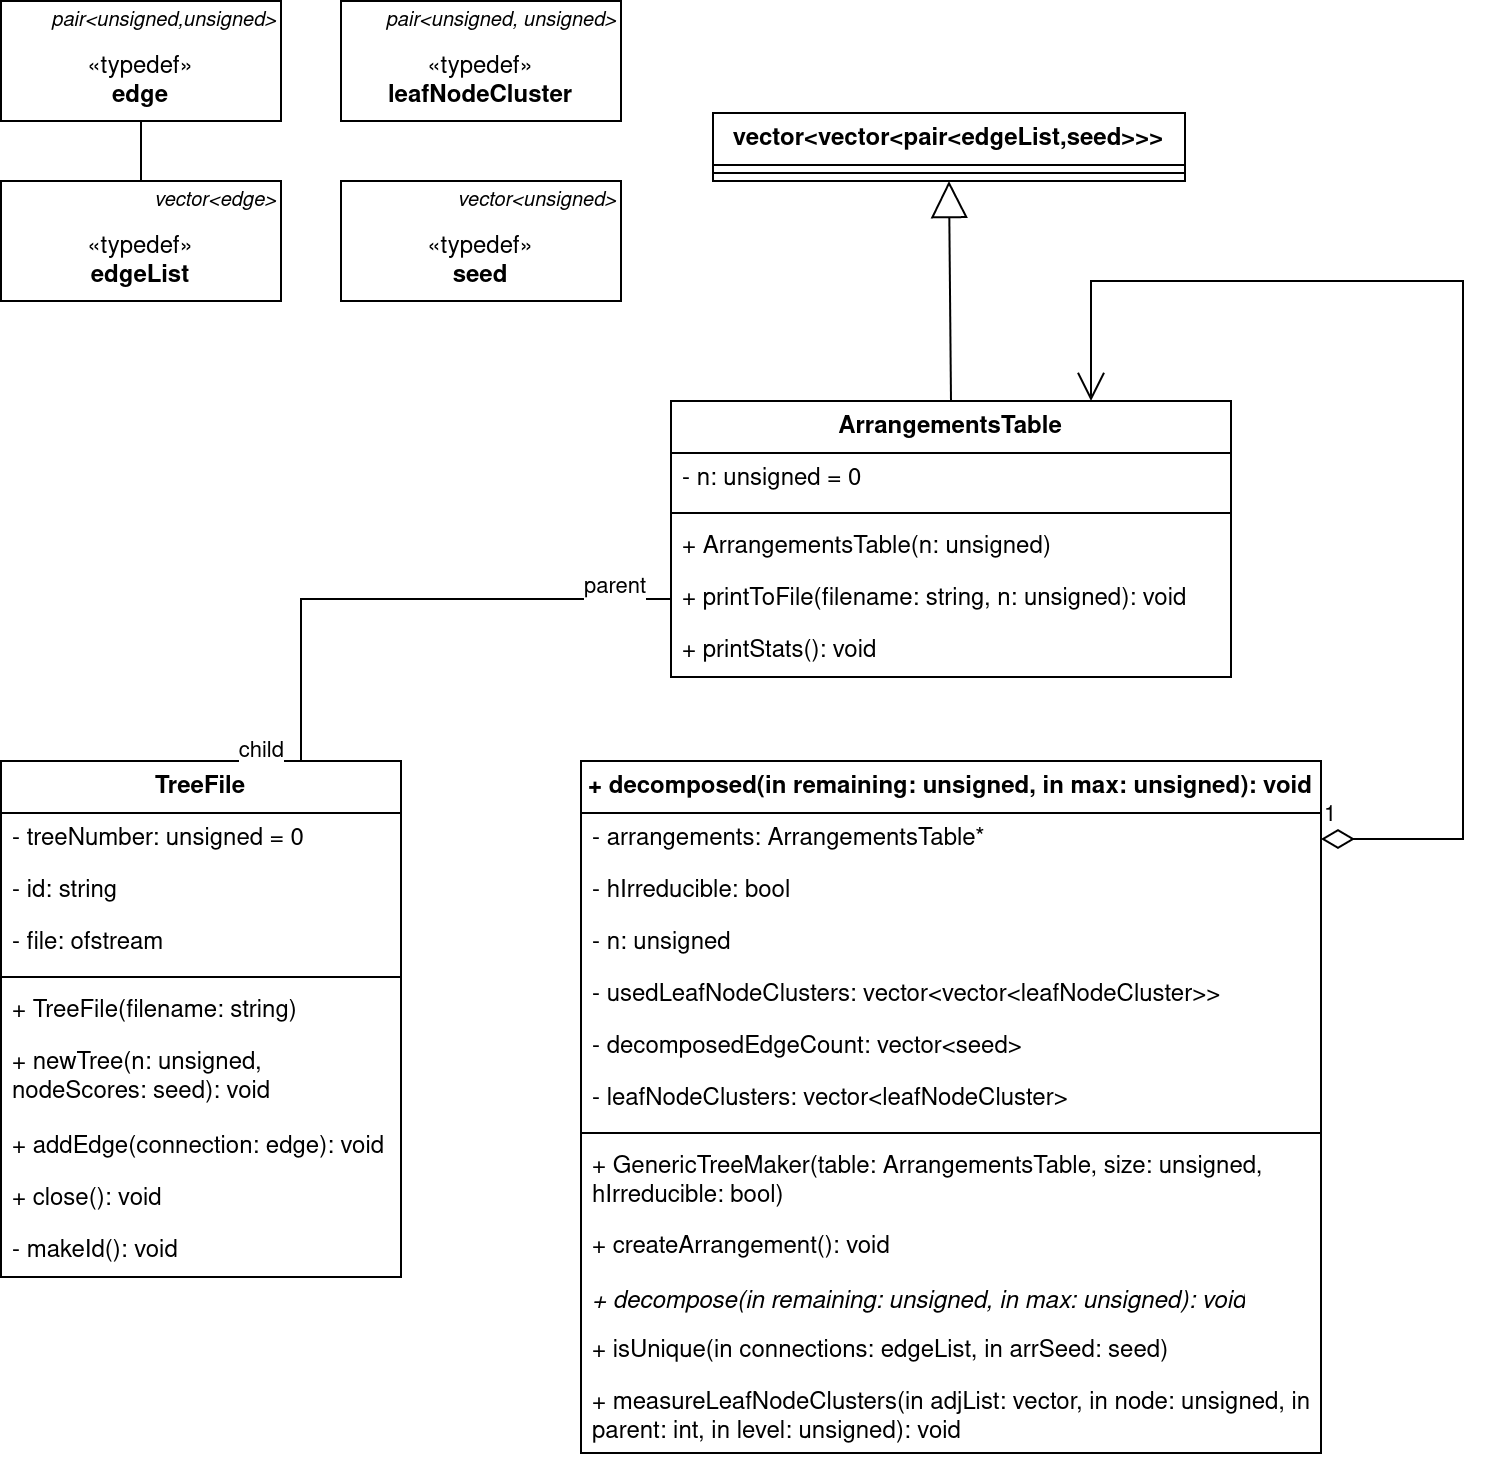 pair<unsigned,unsigned>
«typedef»
edge
pair<unsigned, unsigned>
«typedef»
leafNodeCluster
vector<edge>
«typedef»
edgeList
vector<unsigned>
«typedef»
seed
vector<vector<pair<edgeList,seed>>>
ArrangementsTable
- n: unsigned = 0
+ ArrangementsTable(n: unsigned)
+ printToFile(filename: string, n: unsigned): void
+ printStats(): void
parent
child
TreeFile
- treeNumber: unsigned = 0
- id: string
- file: ofstream
+ TreeFile(filename: string)
+ newTree(n: unsigned,
nodeScores: seed): void
+ addEdge(connection: edge): void
+ close(): void
- makeId(): void
+ decomposed(in remaining: unsigned, in max: unsigned): void
1
- arrangements: ArrangementsTable*
- hIrreducible: bool
- n: unsigned
- usedLeafNodeClusters: vector<vector<leafNodeCluster>>
- decomposedEdgeCount: vector<seed>
- leafNodeClusters: vector<leafNodeCluster>
+ GenericTreeMaker(table: ArrangementsTable, size: unsigned,
hIrreducible: bool)
+ createArrangement(): void
+ decompose(in remaining: unsigned, in max: unsigned): void
+ isUnique(in connections: edgeList, in arrSeed: seed)
+ measureLeafNodeClusters(in adjList: vector, in node: unsigned, in
parent: int, in level: unsigned): void